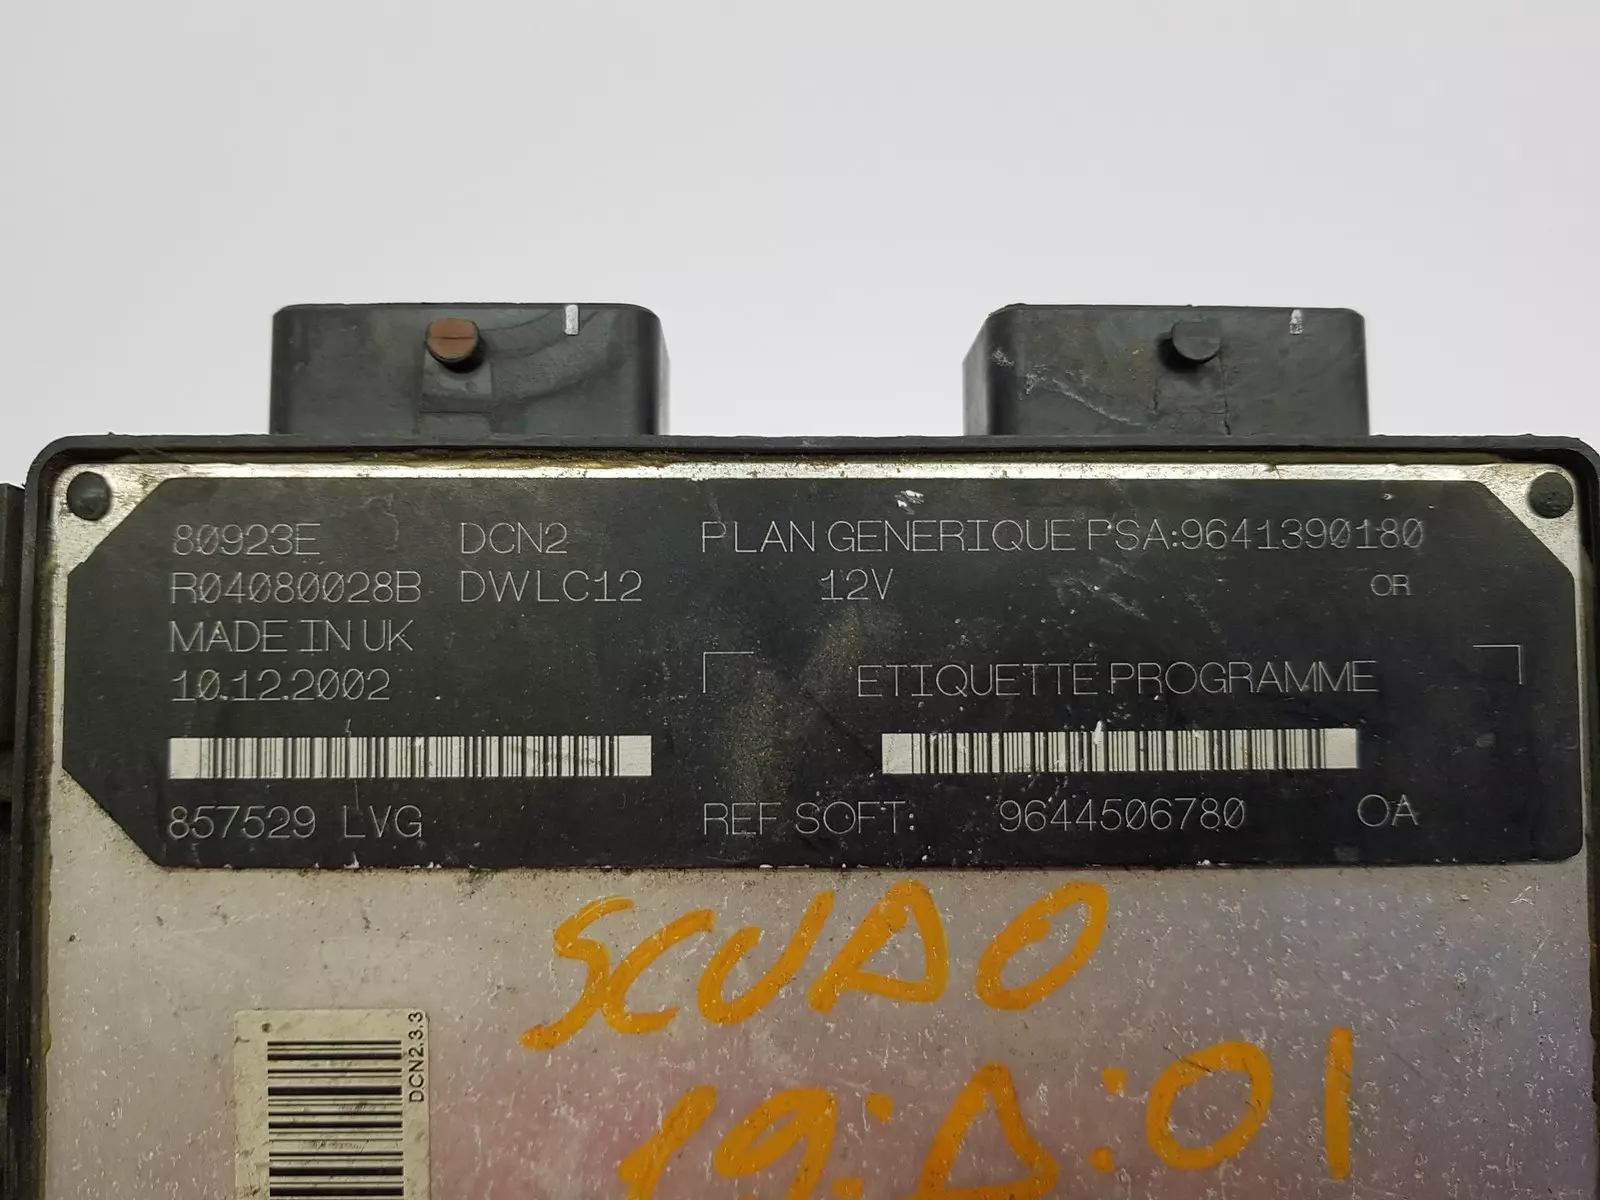 80923E DCN2 PLAN GENERIQUE PSA:9641390180
R04080028B DWLC12 12V OR
MADE IN UK
10.12.2002
ETIQUETTE PROGRAMME
857529 LVG REF SOFT: 9644506780 OA
SCUDO
DCN2.3.3
19:D:01